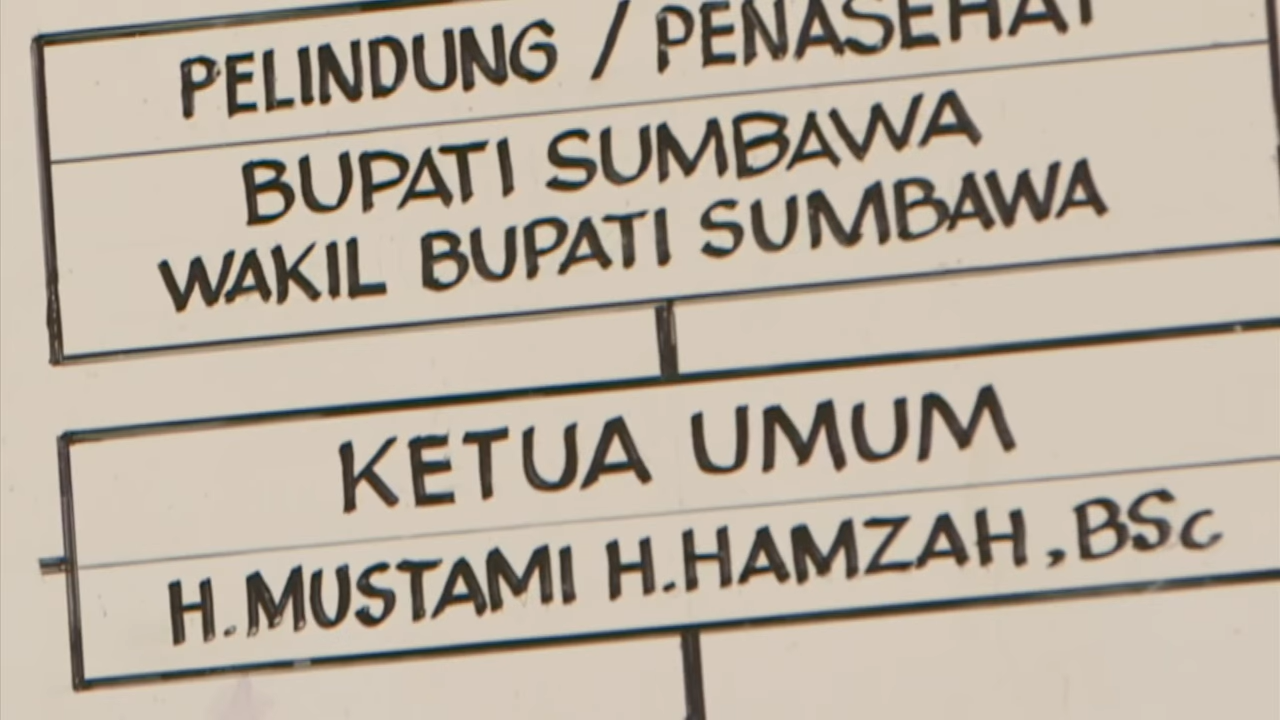 PELINDUNG / PENASEHAT
BUPATI SUMBAWA
WAKIL BUPATI SUMBAWA
KETUA UMUM
H.MUSTAMI H.HAMZAH,BSc